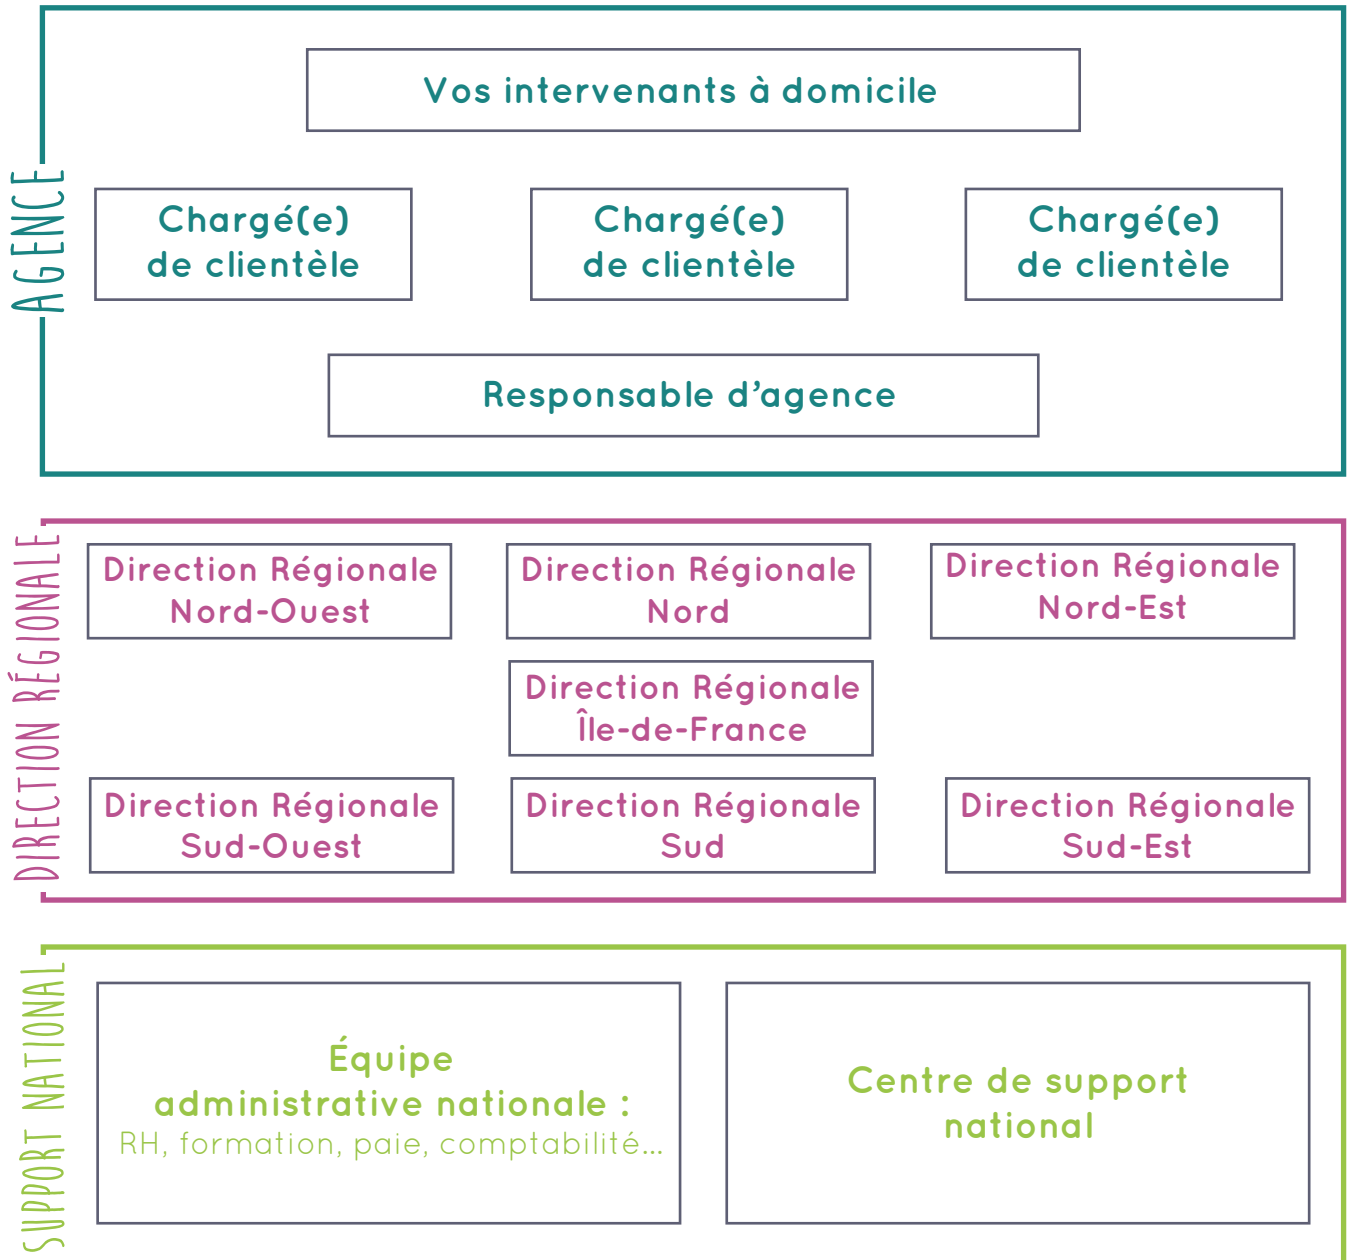 AGENCE
Vos intervenants à domicile
Chargé(e)
de clientèle
Chargé(e)
de clientèle
Chargé(e)
de clientèle
Responsable d’agence
DIRECTION RÉGIONALE
Direction Régionale
Nord-Ouest
Direction Régionale
Nord
Direction Régionale
Nord-Est
Direction Régionale
Île-de-France
Direction Régionale
Sud-Ouest
Direction Régionale
Sud
Direction Régionale
Sud-Est
SUPPORT NATIONAL
Équipe
administrative nationale :
RH, formation, paie, comptabilité...
Centre de support
national